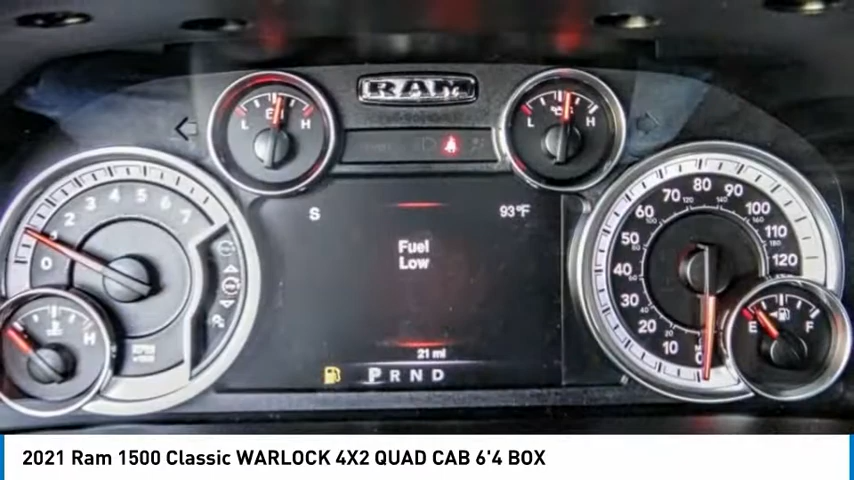 RAM
L H
L H
S
93°F
Fuel
Low
21 mi
P R N D
0 2 3 4 5 6 7
H
0 10 20 30 40 50 60 70 80 90 100 110 120
E F
2021 Ram 1500 Classic WARLOCK 4X2 QUAD CAB 6'4 BOX